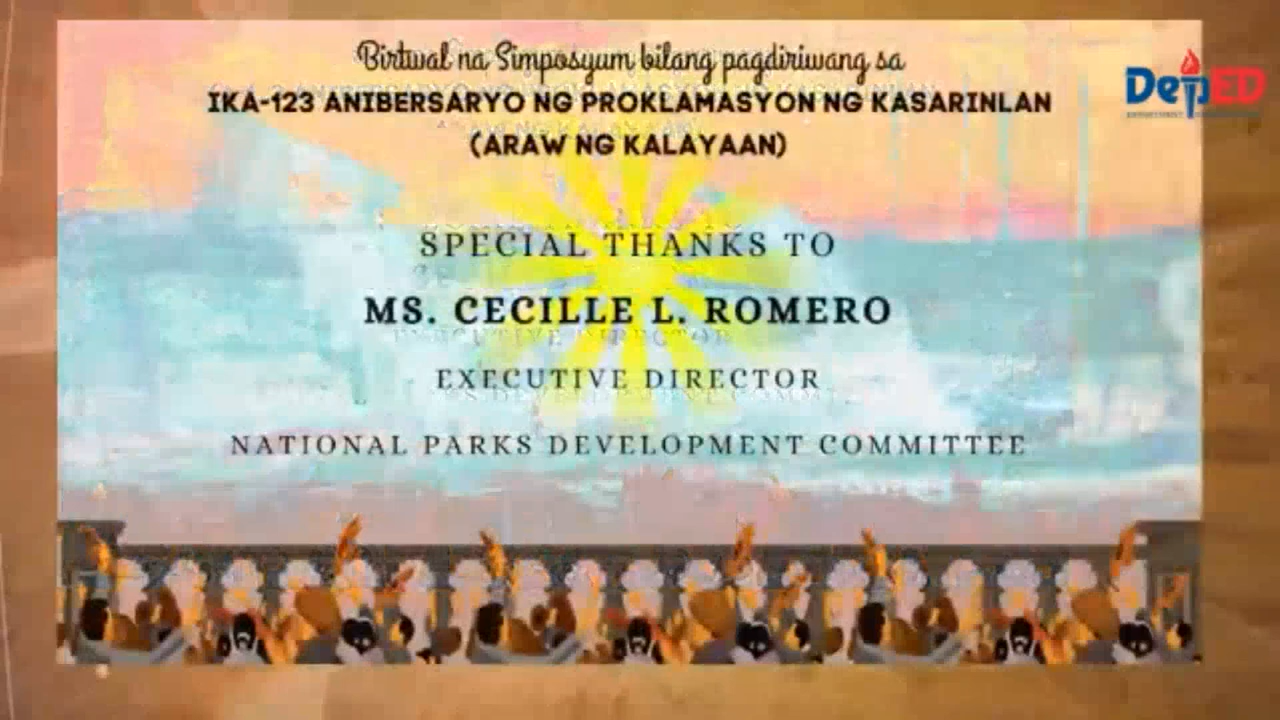 Birtwal na Simposyum bilang pagdiriwang sa
IKA-123 ANIBERSARYO NG PROKLAMASYON NG KASARINLAN
(ARAW NG KALAYAAN)
DepED
SPECIAL THANKS TO
MS. CECILLE L. ROMERO
EXECUTIVE DIRECTOR
NATIONAL PARKS DEVELOPMENT COMMITTEE